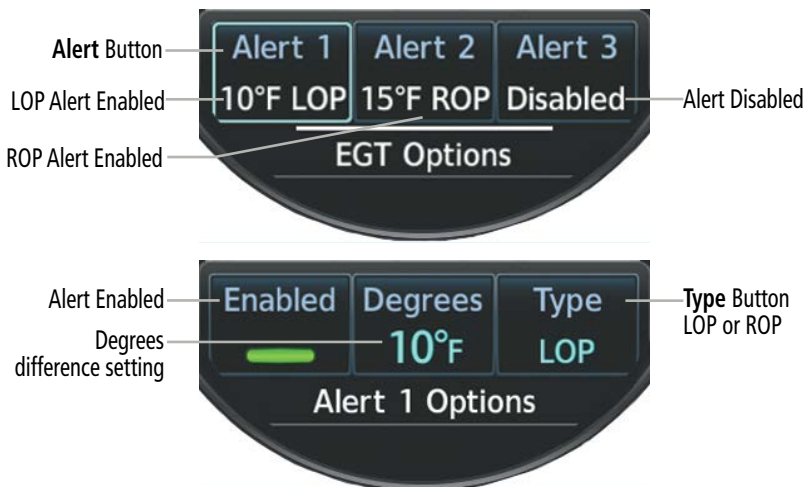 Alert Button
LOP Alert Enabled
ROP Alert Enabled
Alert 1 Alert 2 Alert 3
10°F LOP 15°F ROP Disabled
EGT Options
Alert Disabled
Alert Enabled
Degrees
difference setting
Enabled Degrees Type
10°F LOP
Alert 1 Options
Type Button
LOP or ROP